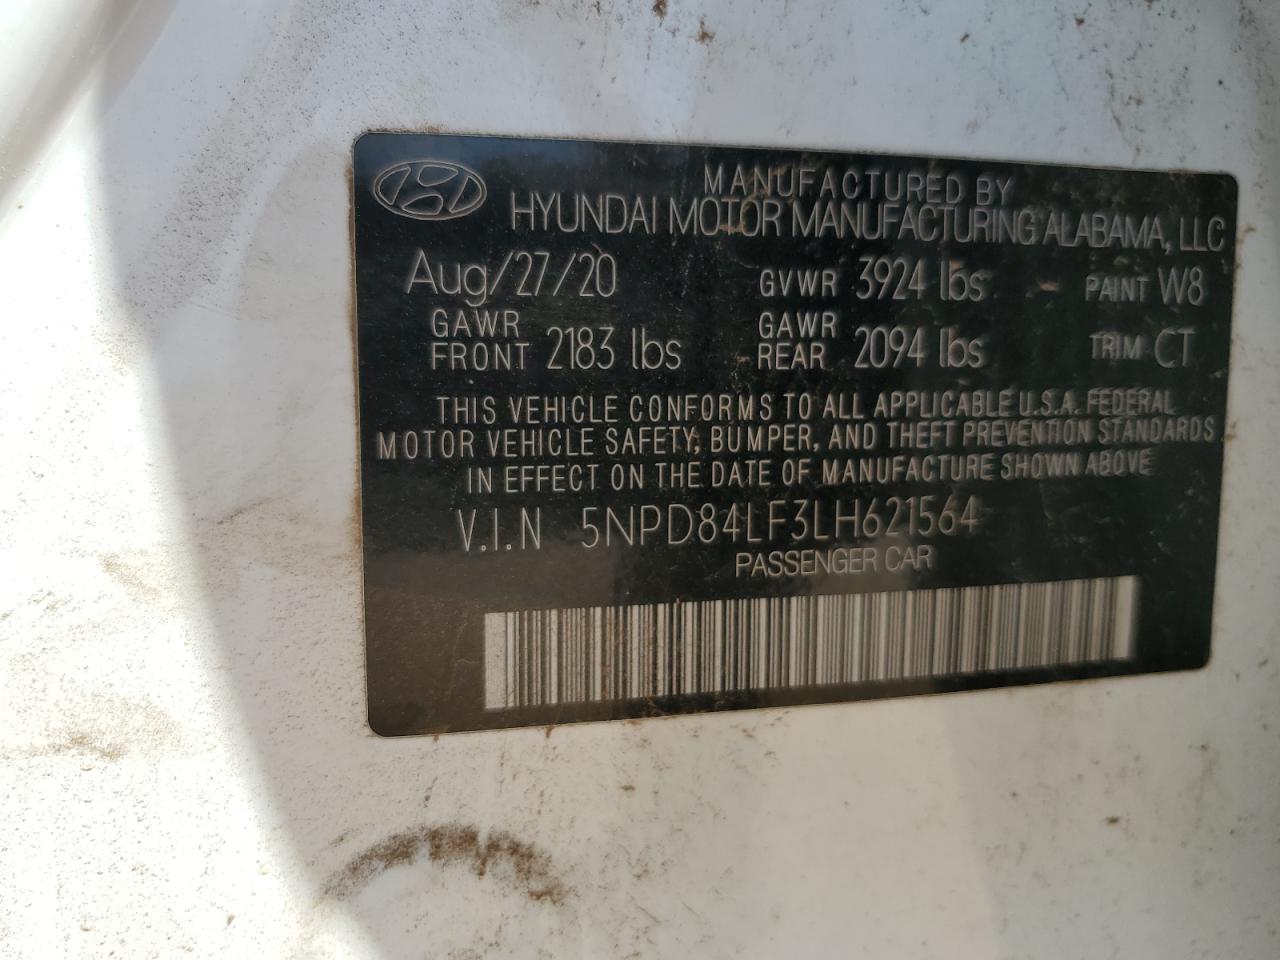 MANUFACTURED BY
HYUNDAI MOTOR MANUFACTURING ALABAMA, LLC
Aug/27/20 GVWR 3924 lbs PAINT W8
GAWR FRONT 2183 lbs GAWR REAR 2094 lbs TRIM CT
THIS VEHICLE CONFORMS TO ALL APPLICABLE U.S.A. FEDERAL
MOTOR VEHICLE SAFETY, BUMPER, AND THEFT PREVENTION STANDARDS
IN EFFECT ON THE DATE OF MANUFACTURE SHOWN ABOVE
V.I.N 5NPD84LF3LH621564
PASSENGER CAR